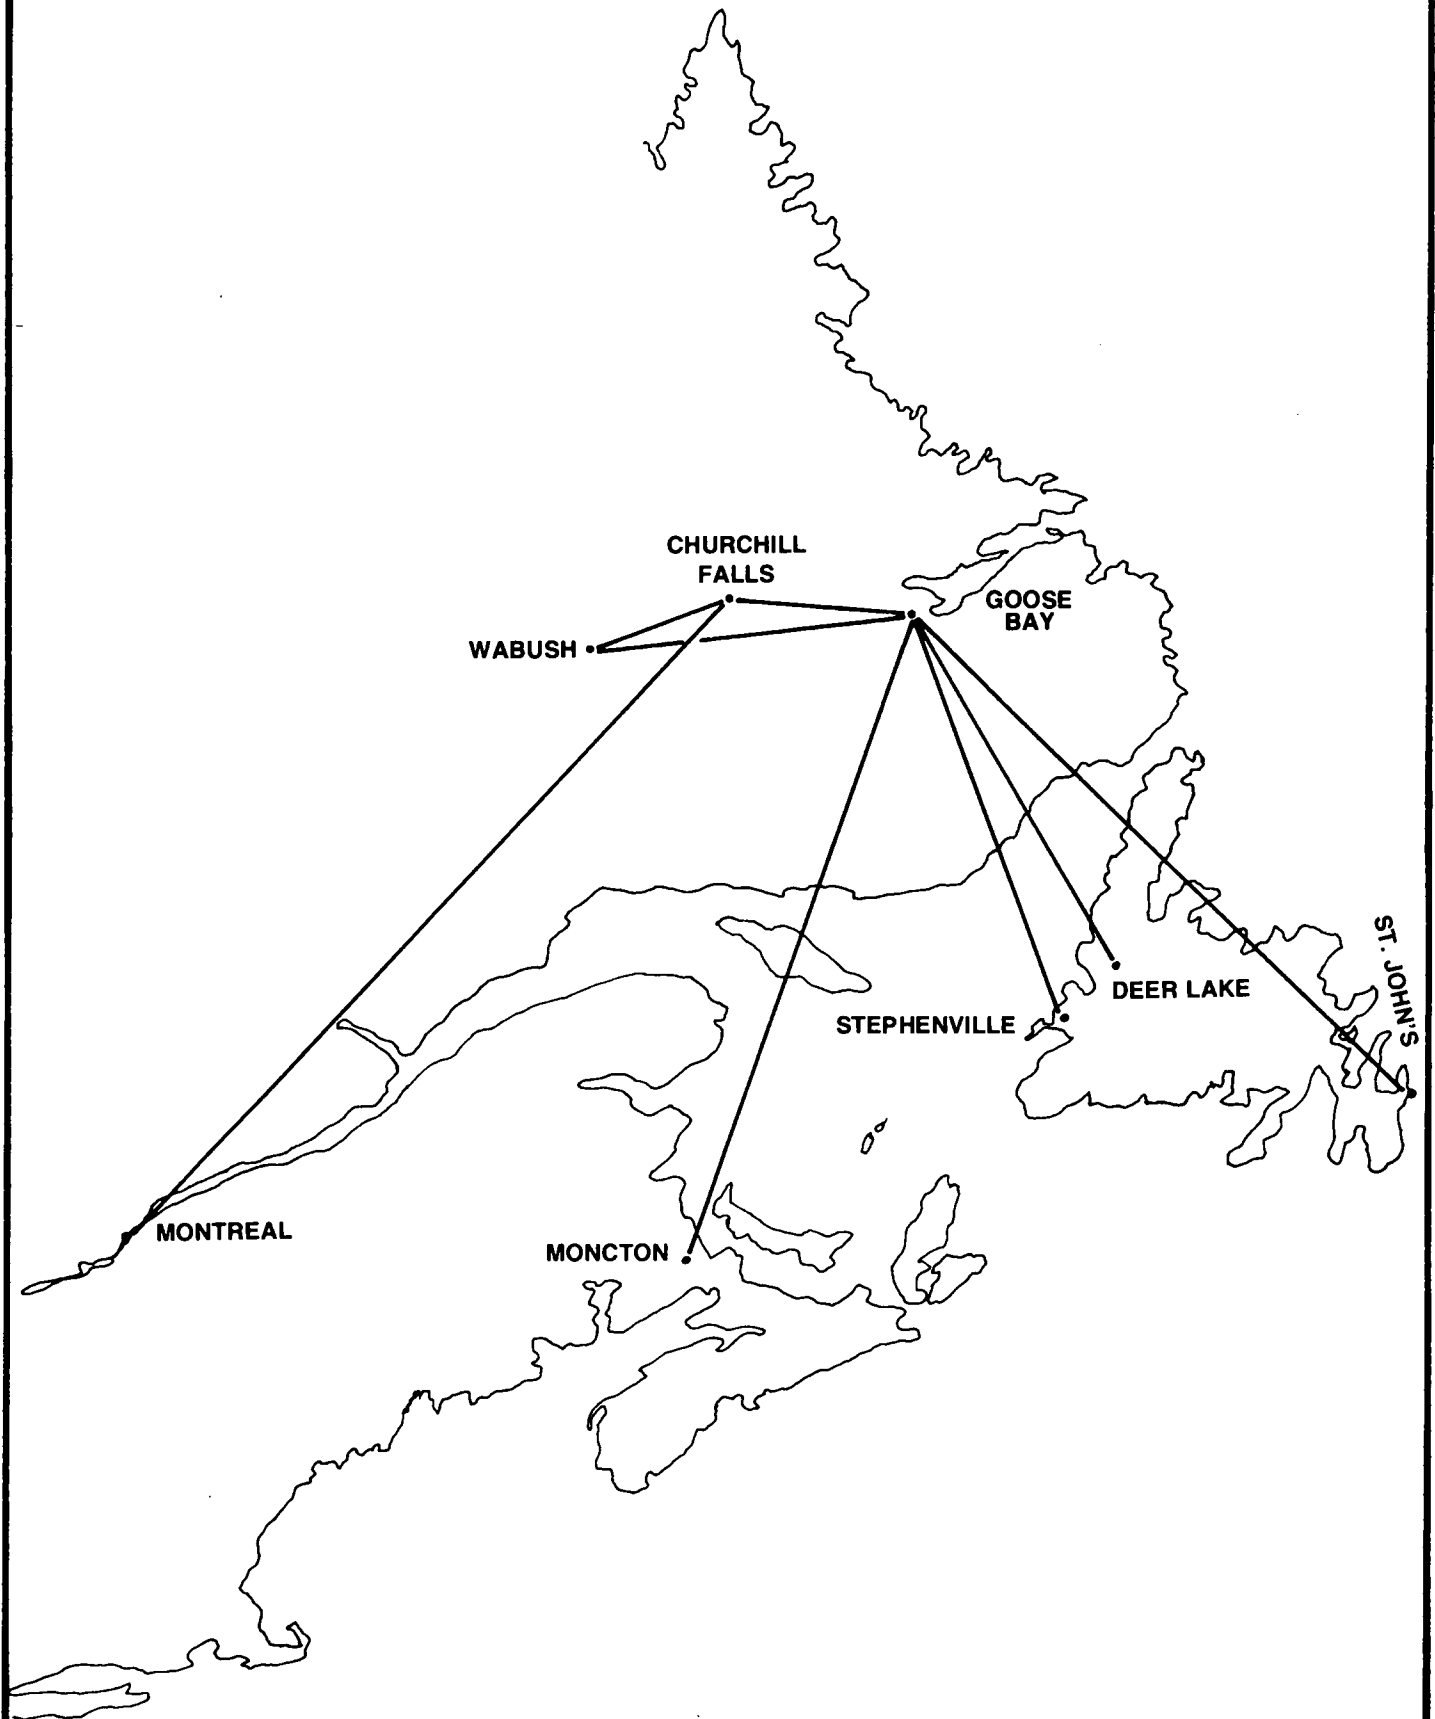 CHURCHILL
FALLS
GOOSE
BAY
WABUSH
ST. JOHN'S
DEER LAKE
STEPHENVILLE
MONTREAL
MONCTON